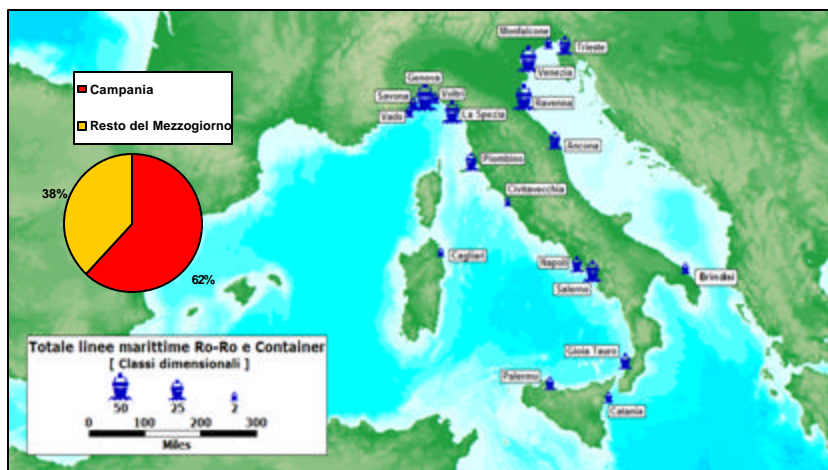 Monfalcone
Trieste
Venezia
Genova
Voltri
Savona
Ravenna
Vado
La Spezia
Campania
Resto del Mezzogiorno
Ancona
Piombino
38%
Civitavecchia
Cagliari
Napoli
Brindisi
62%
Salerno
Totale linee marittime Ro-Ro e Container
[ Classi dimensionali ]
Gioia Tauro
Palermo
50 25 2
Catania
0 100 200 300
Miles